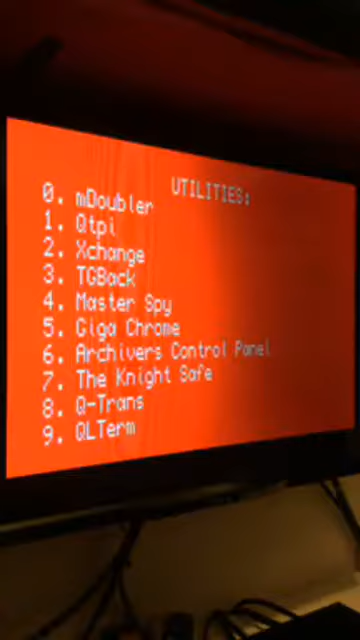 UTILITIES:
0. mDoubler
1. Qtpi
2. Xchange
3. TGBack
4. Master Spy
5. Giga Chrome
6. Archivers Control Panel
7. The Knight Safe
8. Q-Trans
9. QLTerm